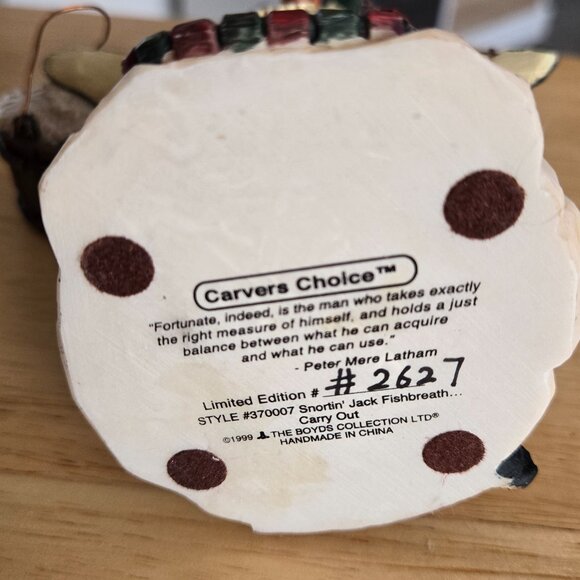 Carvers Choice™
"Fortunate, indeed, is the man who takes exactly
the right measure of himself, and holds a just
balance between what he can acquire
and what he can use."
- Peter Mere Latham
Limited Edition # # 2627
STYLE #370007 Snortin' Jack Fishbreath...
Carry Out
©1999 THE BOYDS COLLECTION LTD®
HANDMADE IN CHINA